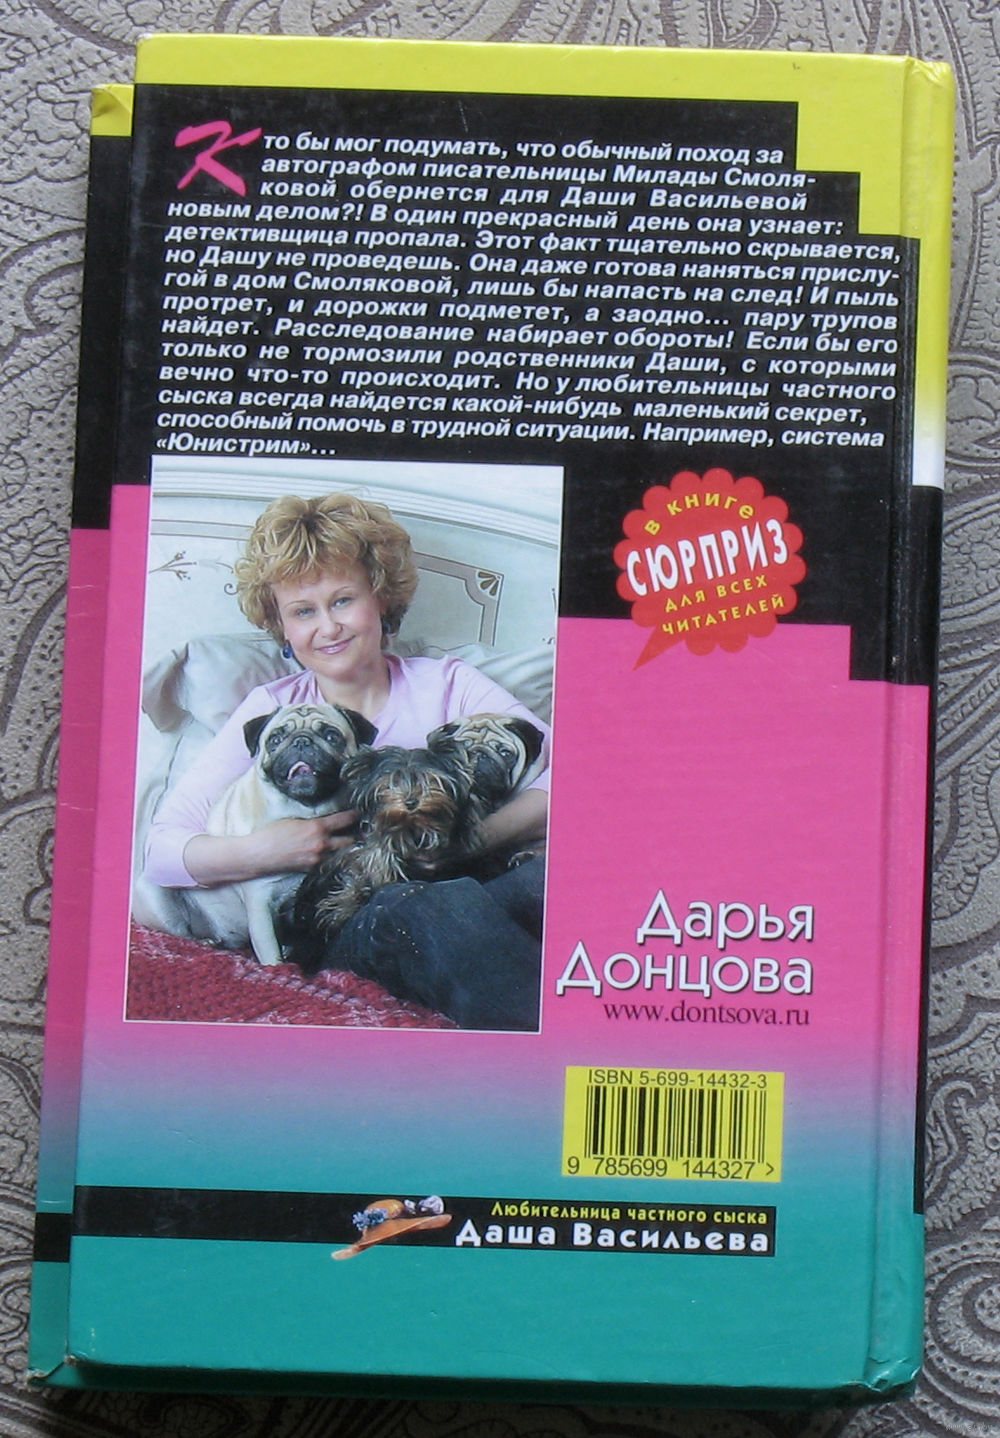 Кто бы мог подумать, что обычный поход за
автографом писательницы Милады Смоля-
ковой обернется для Даши Васильевой
новым делом?! В один прекрасный день она узнает:
детективщица пропала. Этот факт тщательно скрывается,
но Дашу не проведешь. Она даже готова наняться прислу-
гой в дом Смоляковой, лишь бы напасть на след! И пыль
протрет, и дорожки подметет, а заодно... пару трупов
найдет. Расследование набирает обороты! Если бы его
только не тормозили родственники Даши, с которыми
вечно что-то происходит. Но у любительницы частного
сыска всегда найдется какой-нибудь маленький секрет,
способный помочь в трудной ситуации. Например, система
«Юнистрим»...
В КНИГЕ
СЮРПРИЗ
ДЛЯ ВСЕХ
ЧИТАТЕЛЕЙ
Дарья
Донцова
www.dontsova.ru
ISBN 5-699-14432-3
9 785699 144327 >
Любительница частного сыска
Даша Васильева